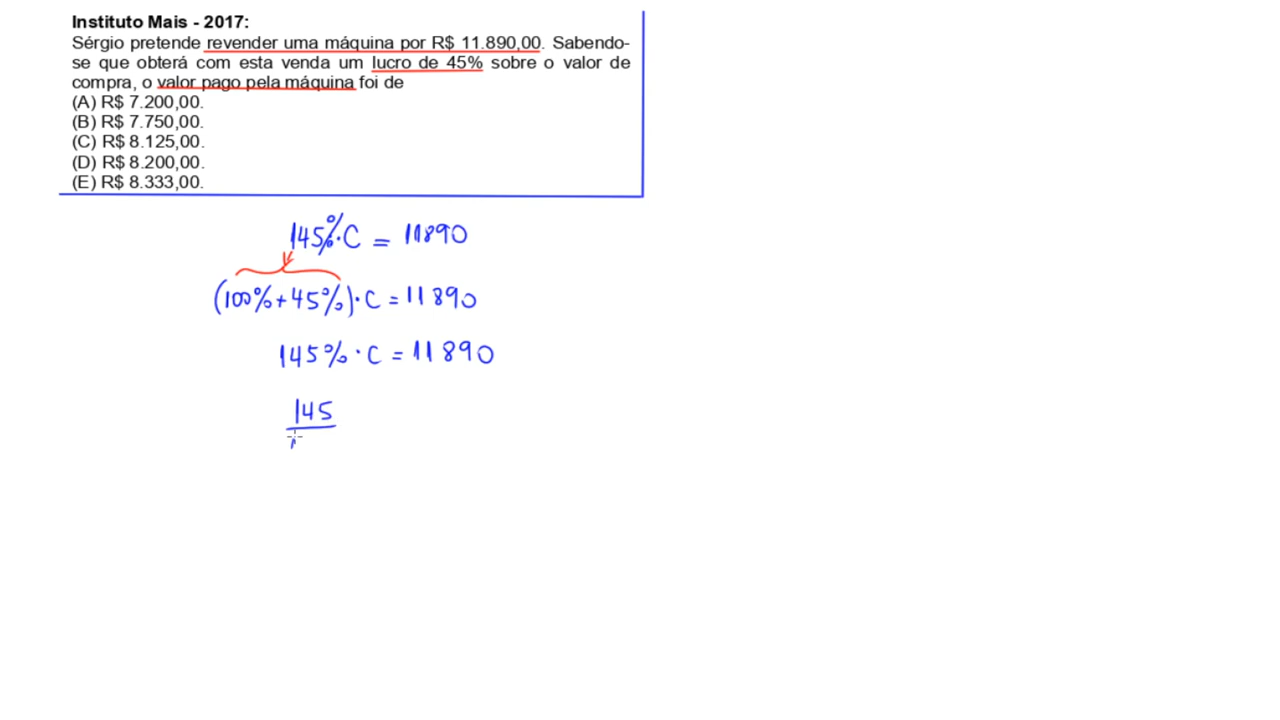 Instituto Mais - 2017:
Sérgio pretende revender uma máquina por R$ 11.890,00. Sabendo-
se que obterá com esta venda um lucro de 45% sobre o valor de
compra, o valor pago pela máquina foi de
(A) R$ 7.200,00.
(B) R$ 7.750,00.
(C) R$ 8.125,00.
(D) R$ 8.200,00.
(E) R$ 8.333,00.
145%·C = 11890
(100%+45%)·C = 11890
145%·C = 11890
145